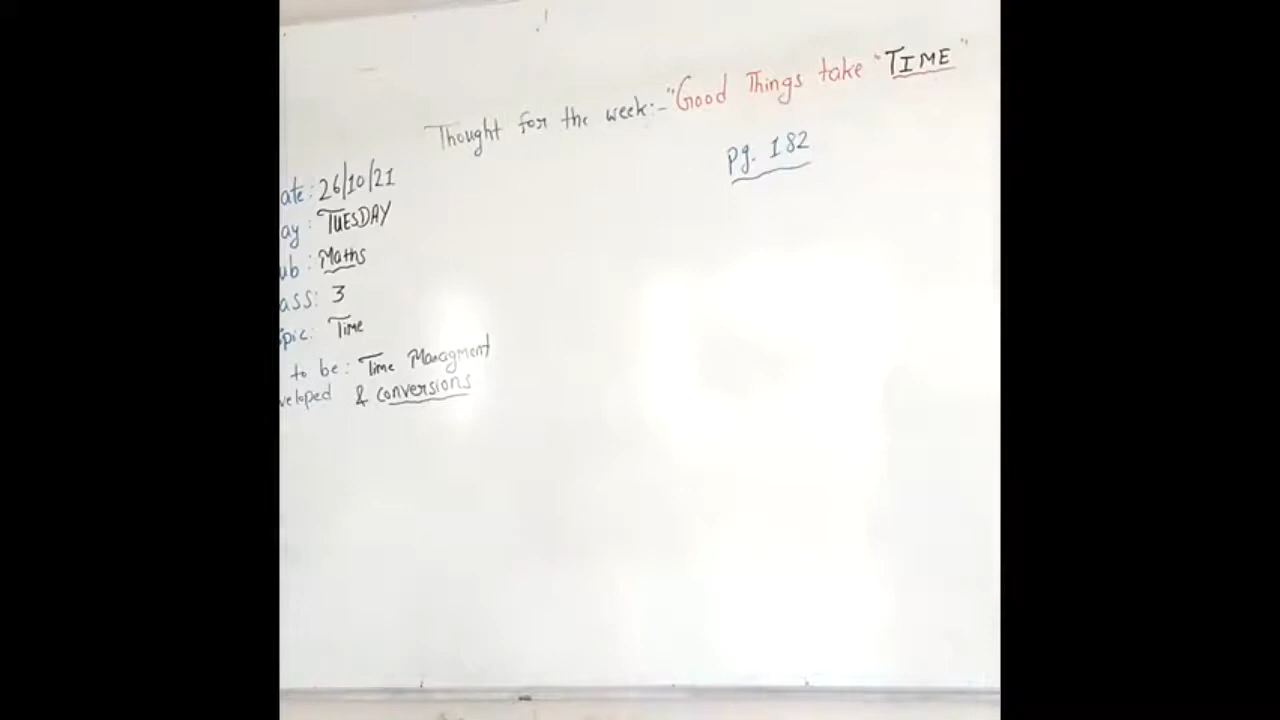 Thought for the week:- "Good Things take "TIME"
pg. 182
ate: 26/10/21
ay: TUESDAY
ub: Maths
ass: 3
pic: Time
to be: Time Managment
veloped & conversions